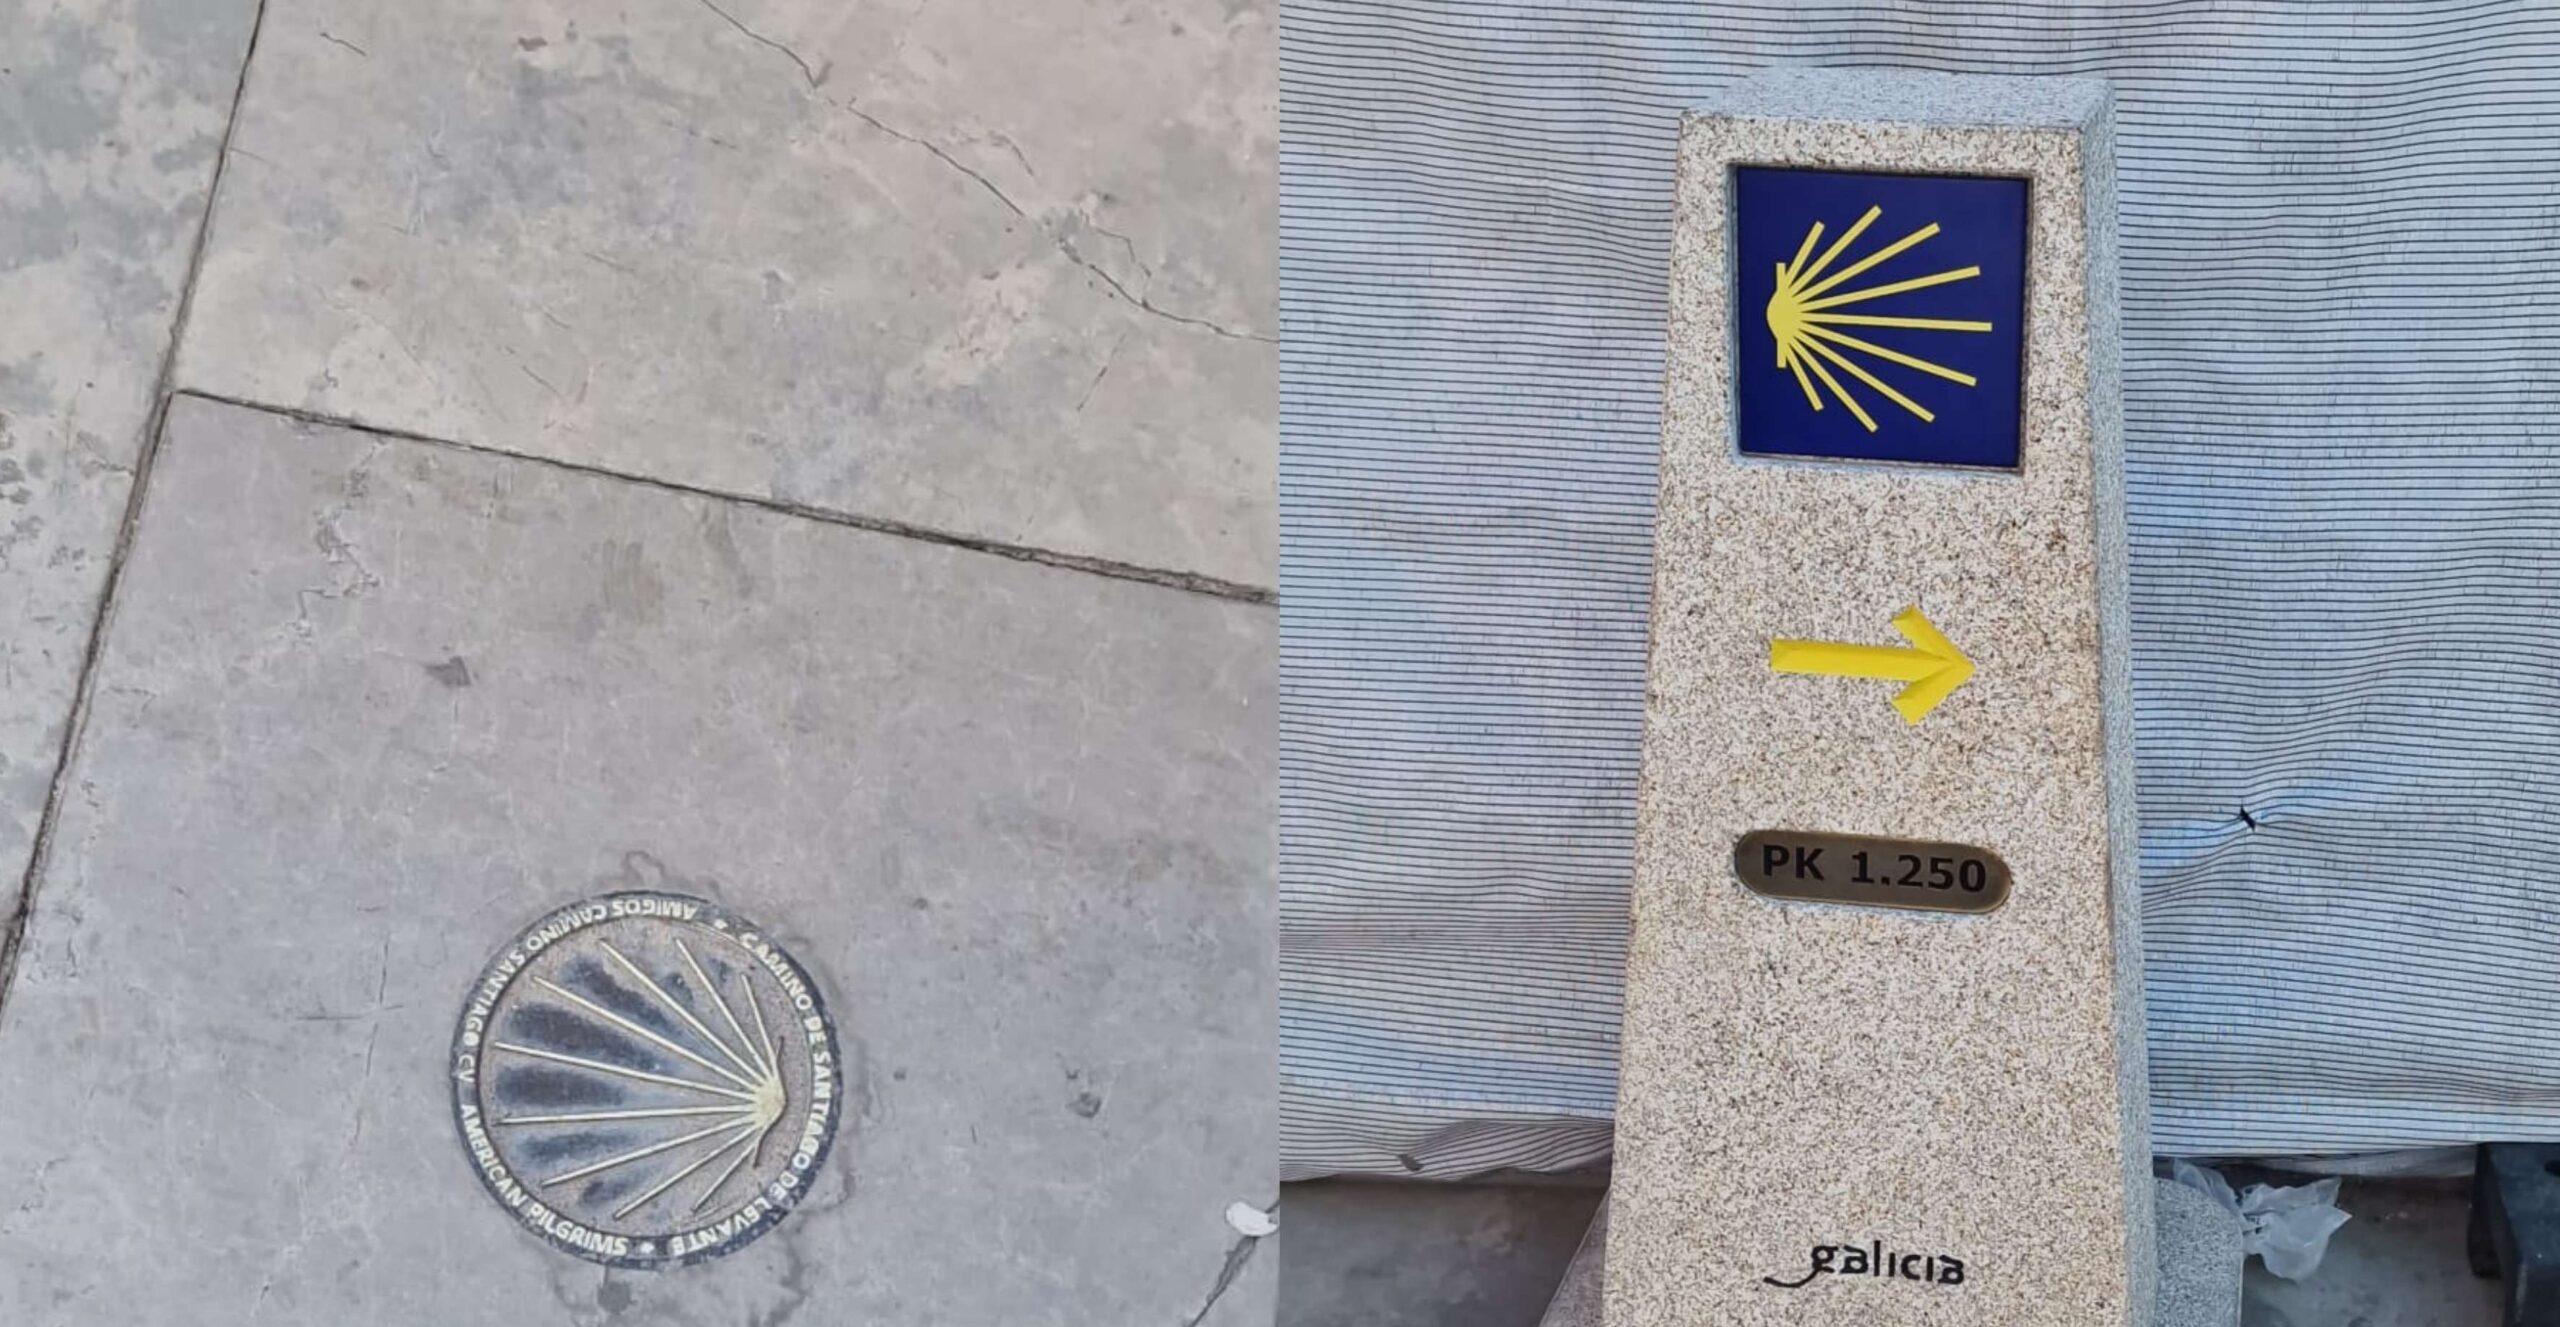 AMIGOS CAMINO SANTIAGO CV
CAMINO DE SANTIAGO DE LEVANTE
AMERICAN PILGRIMS
PK 1.250
galicia